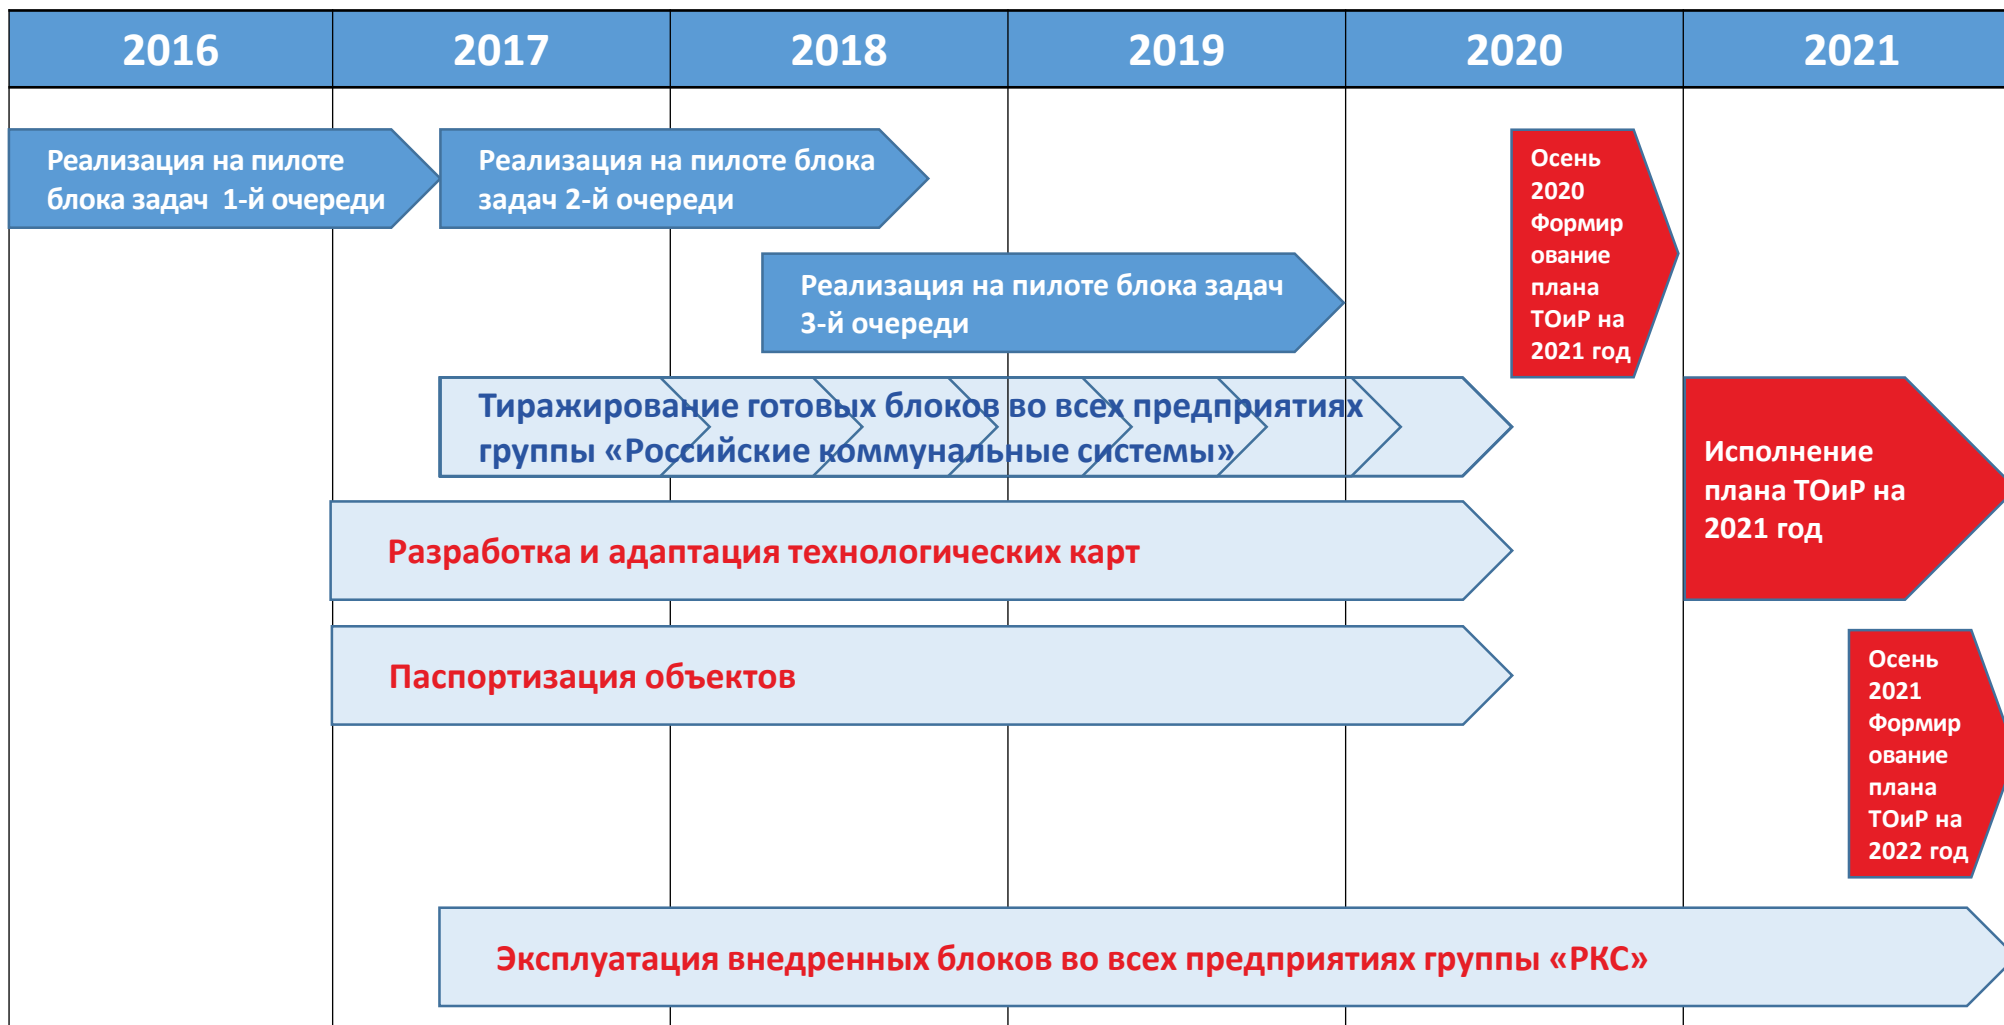 2016 2017 2018 2019 2020 2021
Реализация на пилоте
блока задач 1-й очереди
Реализация на пилоте блока
задач 2-й очереди
Осень
2020
Формир
ование
плана
ТОиР на
2021 год
Реализация на пилоте блока задач
3-й очереди
Тиражирование готовых блоков во всех предприятиях
группы «Российские коммунальные системы»
Исполнение
плана ТОиР на
2021 год
Разработка и адаптация технологических карт
Паспортизация объектов
Осень
2021
Формир
ование
плана
ТОиР на
2022 год
Эксплуатация внедренных блоков во всех предприятиях группы «РКС»